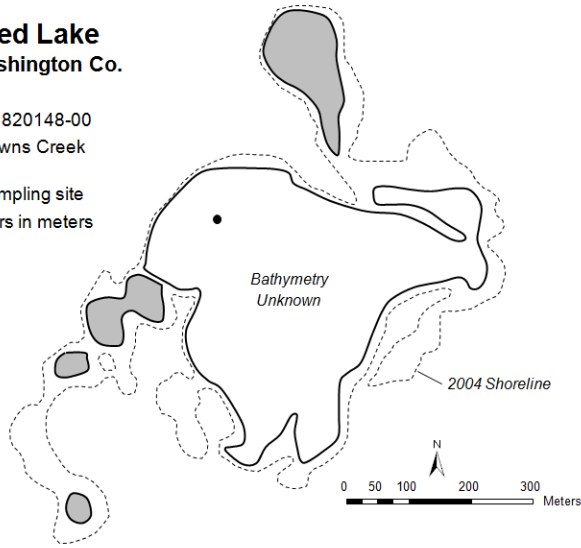 ed Lake
shington Co.
820148-00
wns Creek
mpling site
rs in meters
Bathymetry
Unknown
2004 Shoreline
N
0 50 100 200 300
Meters